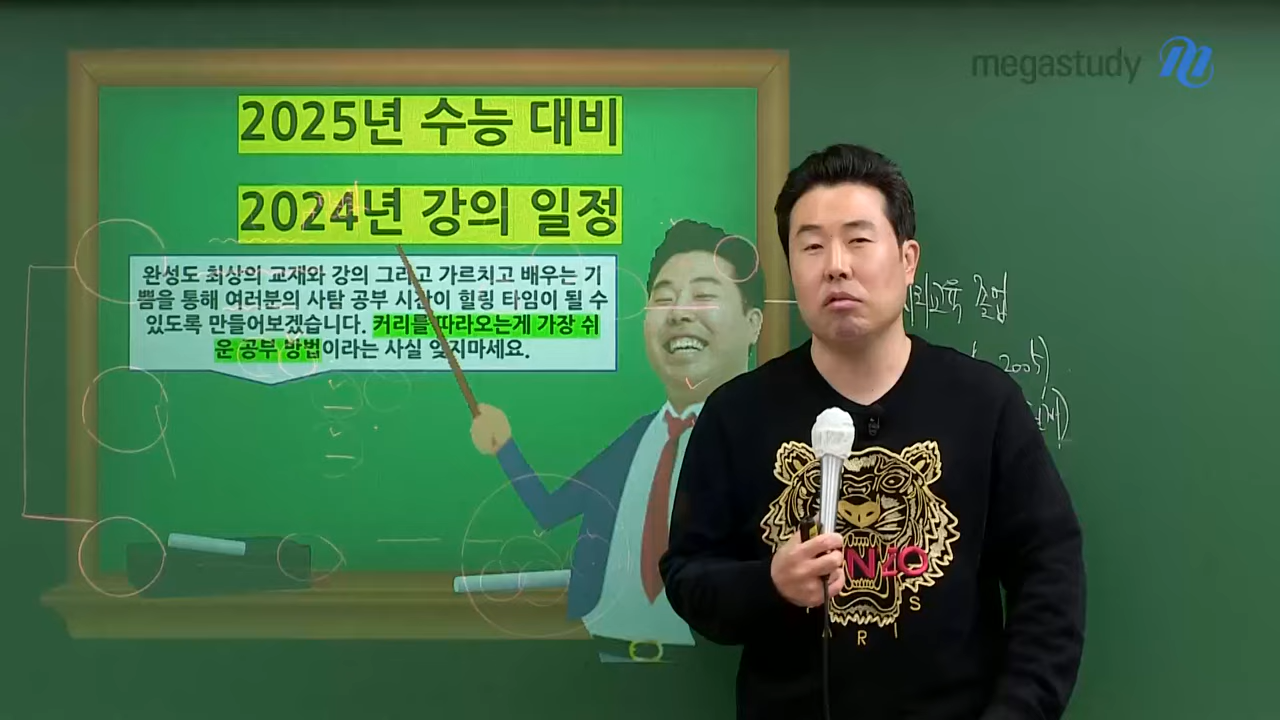 megastudy
2025년 수능 대비
2024년 강의 일정
완성도 최상의 교재와 강의 그리고 가르치고 배우는 기
쁨을 통해 여러분의 사탐 공부 시간이 힐링 타임이 될 수
있도록 만들어보겠습니다. 커리를 따라오는게 가장 쉬
운 공부 방법이라는 사실 잊지마세요.
교육 졸업
2005)
PARIS